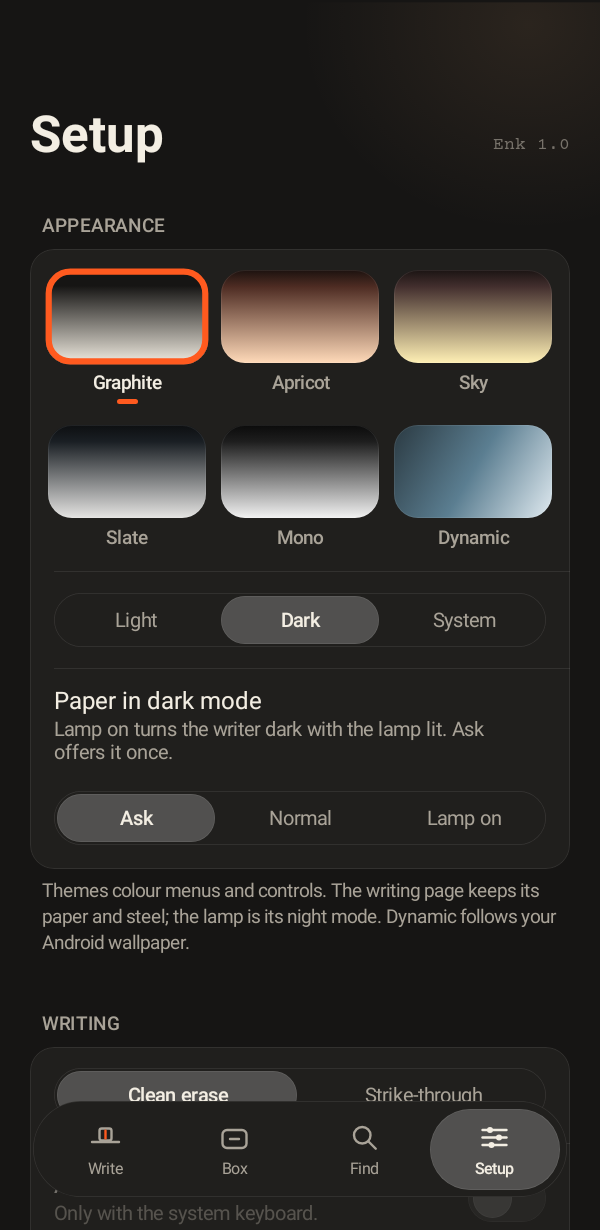 Setup
Enk 1.0
APPEARANCE
Graphite
Apricot
Sky
Slate
Mono
Dynamic
Light
Dark
System
Paper in dark mode
Lamp on turns the writer dark with the lamp lit. Ask
offers it once.
Ask
Normal
Lamp on
Themes colour menus and controls. The writing page keeps its
paper and steel; the lamp is its night mode. Dynamic follows your
Android wallpaper.
WRITING
Clean erase
Strike-through
Write
Box
Find
Setup
Only with the system keyboard.